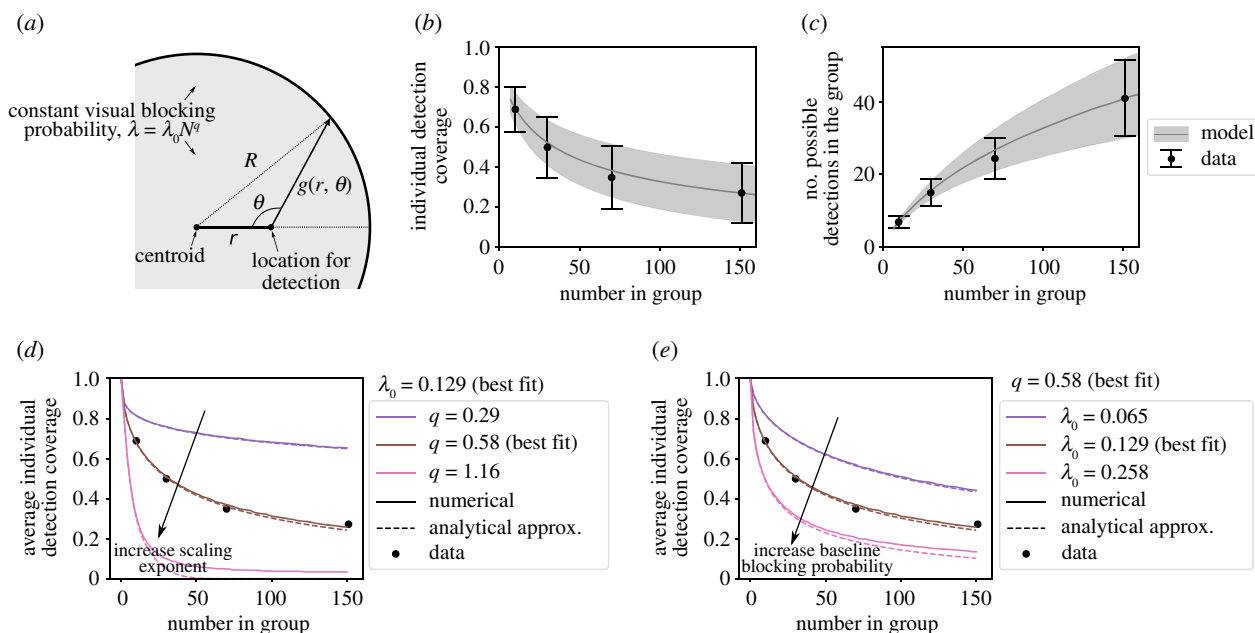 (a)
constant visual blocking
probability, λ = λ₀N^q
R
g(r, θ)
θ
r
centroid
location for
detection
(b)
individual detection
coverage
1.0
0.8
0.6
0.4
0.2
0
0 50 100 150
number in group
(c)
no. possible
detections in the group
40
20
0
0 50 100 150
number in group
model
data
(d)
average individual
detection coverage
1.0
0.8
0.6
0.4
0.2
0
increase scaling
exponent
0 50 100 150
number in group
λ₀ = 0.129 (best fit)
q = 0.29
q = 0.58 (best fit)
q = 1.16
numerical
analytical approx.
data
(e)
average individual
detection coverage
1.0
0.8
0.6
0.4
0.2
0
increase baseline
blocking probability
0 50 100 150
number in group
q = 0.58 (best fit)
λ₀ = 0.065
λ₀ = 0.129 (best fit)
λ₀ = 0.258
numerical
analytical approx.
data